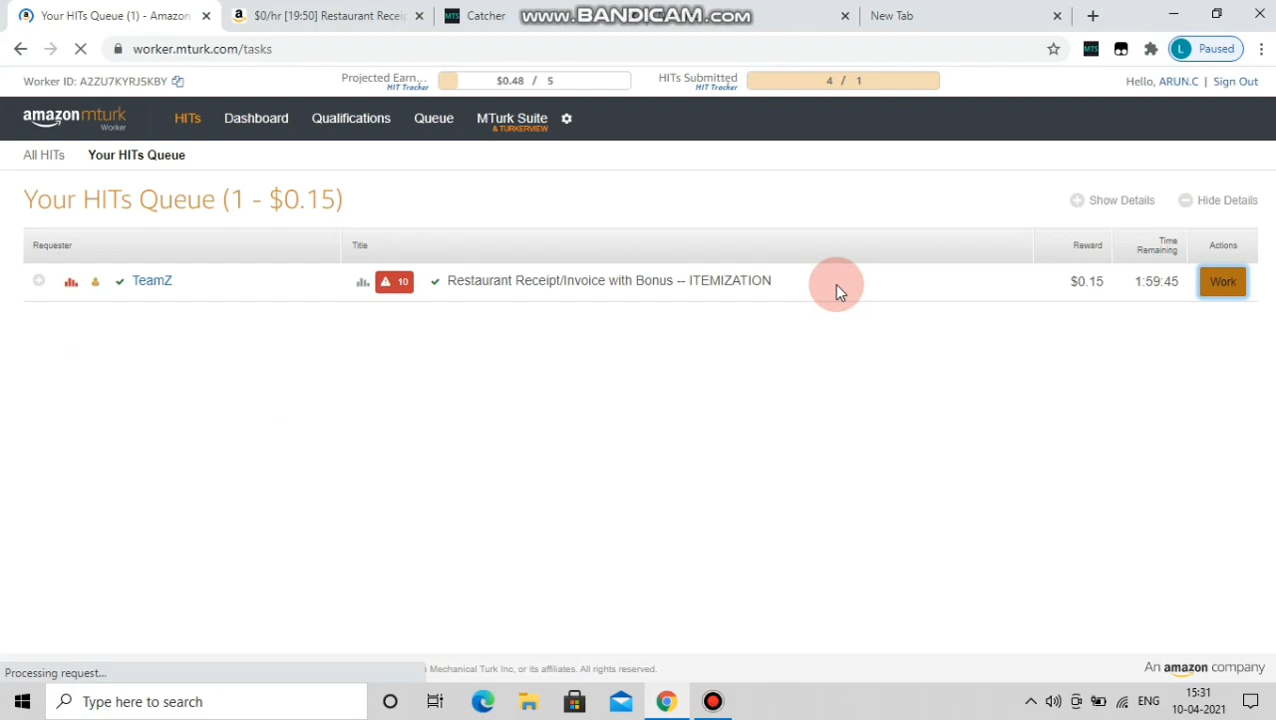 Your HITs Queue (1) - Amazon
$0/hr [19:50] Restaurant Receip
MTS Catcher
www.BANDICAM.com
New Tab
worker.mturk.com/tasks
MTS
L Paused
Worker ID: A2ZU7KYRJ5KBY
Projected Earn...
HIT Tracker
$0.48 / 5
HITs Submitted
HIT Tracker
4 / 1
Hello, ARUN.C | Sign Out
amazon mturk
Worker
HITs
Dashboard
Qualifications
Queue
MTurk Suite
& TURKERVIEW
All HITs
Your HITs Queue
Your HITs Queue (1 - $0.15)
Show Details
Hide Details
Requester
Title
Reward
Time Remaining
Actions
TeamZ
10
Restaurant Receipt/Invoice with Bonus -- ITEMIZATION
$0.15
1:59:45
Work
Processing request...
Mechanical Turk Inc, or its affiliates. All rights reserved.
An amazon company
Type here to search
ENG
15:31
10-04-2021